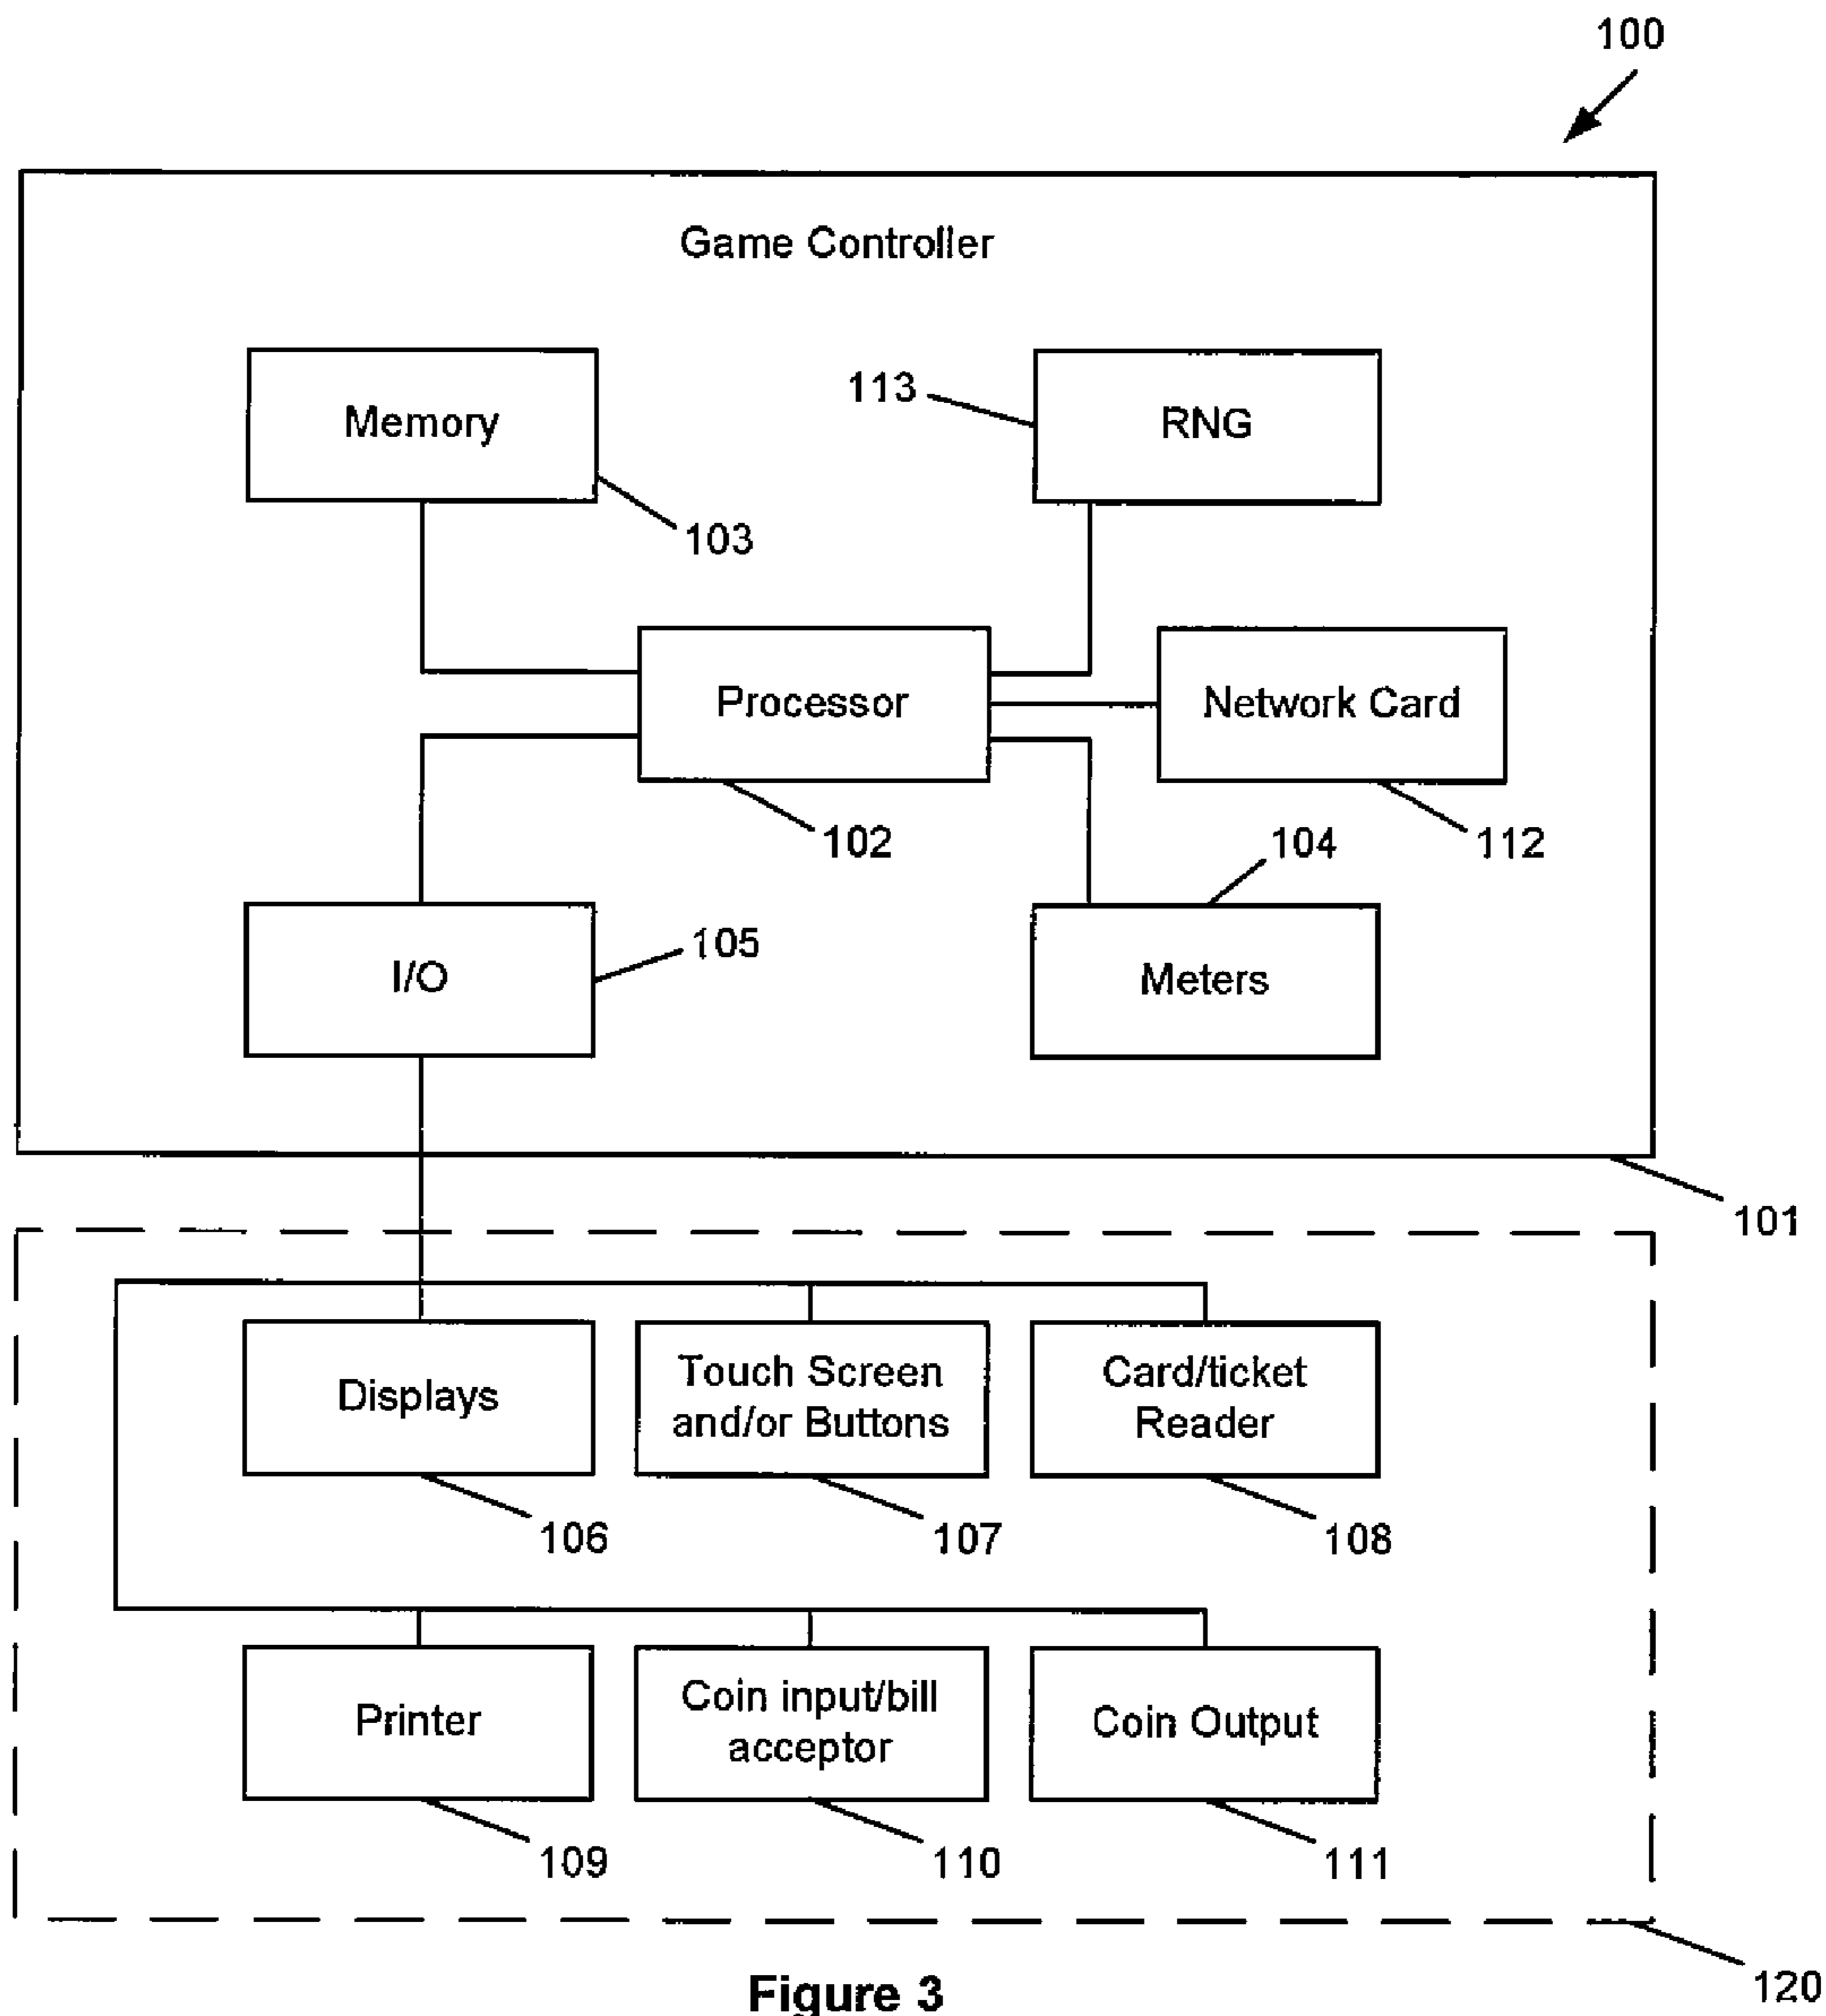 100
Game Controller
Memory
113
RNG
103
Processor
Network Card
102
104
112
I/O
105
Meters
101
Displays
Touch Screen
and/or Buttons
Card/ticket
Reader
106
107
108
Printer
Coin input/bill
acceptor
Coin Output
109
110
111
120
Figure 3